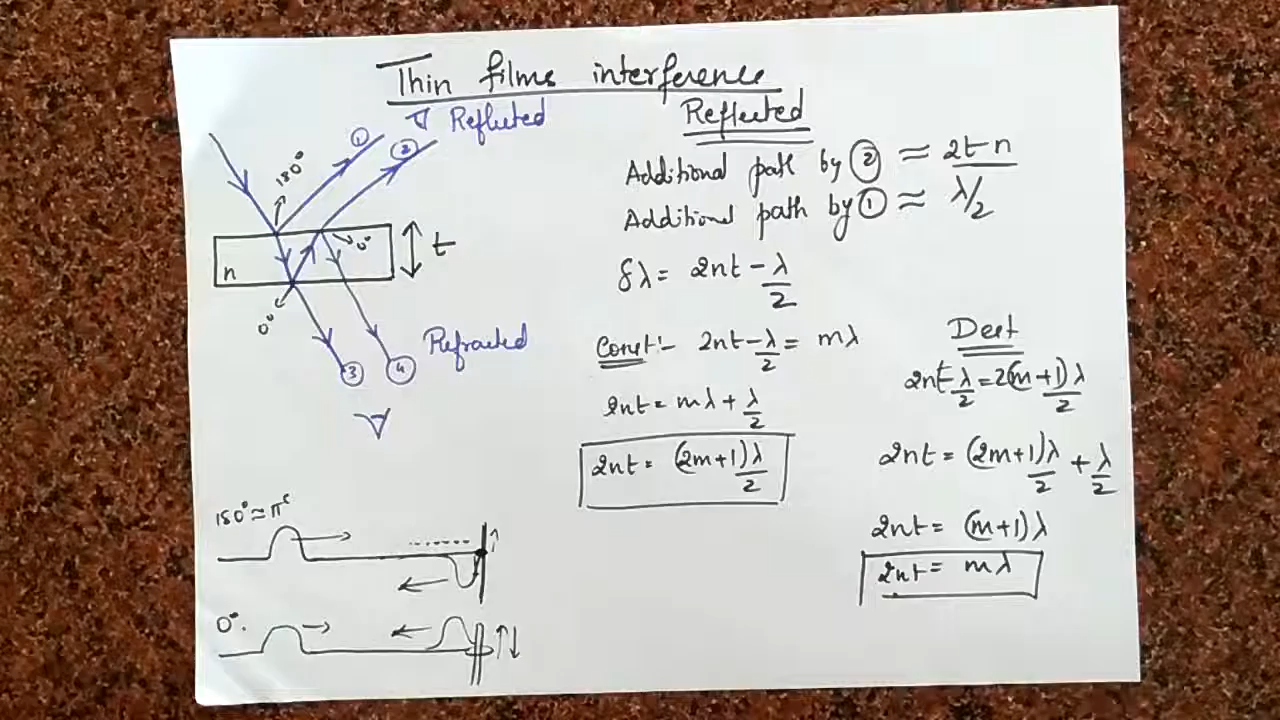 Thin films interference
Reflected
① ②
180°
0°
n
t
0°
Refracted
③ ④
180° ≈ πᶜ
0°.
Reflected
Additional path by ② ≈ 2t-n
Additional path by ① ≈ λ/2
δλ = 2nt - λ/2
Const:- 2nt - λ/2 = mλ
2nt = mλ + λ/2
2nt = (2m+1)λ/2
Dest
2nt - λ/2 = 2(m+1)λ/2
2nt = (2m+1)λ/2 + λ/2
2nt = (m+1)λ
2nt = mλ